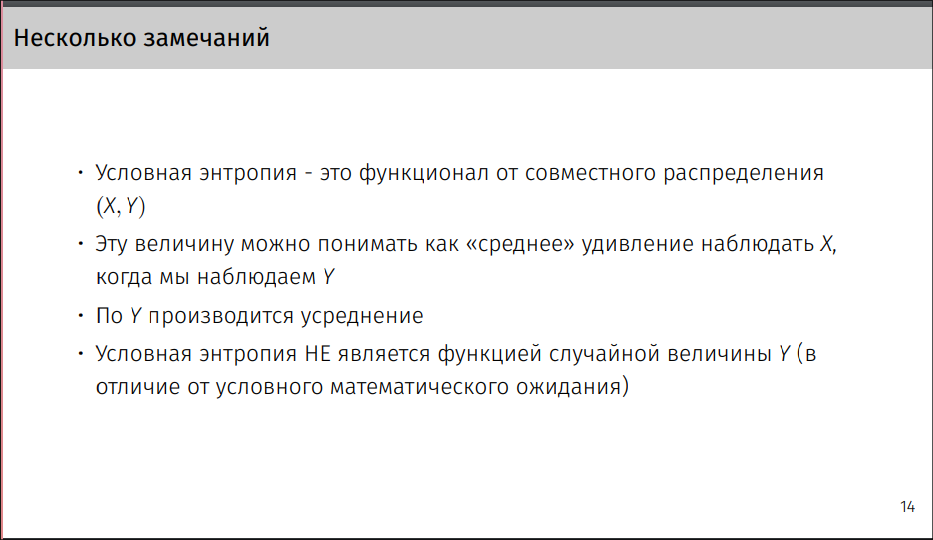 Несколько замечаний
• Условная энтропия - это функционал от совместного распределения
(X, Y)
• Эту величину можно понимать как «среднее» удивление наблюдать X,
когда мы наблюдаем Y
• По Y производится усреднение
• Условная энтропия НЕ является функцией случайной величины Y (в
отличие от условного математического ожидания)
14